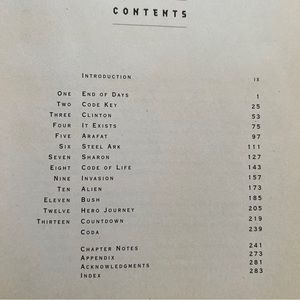 CONTENTS
INTRODUCTION ix
ONE END OF DAYS 1
TWO CODE KEY 25
THREE CLINTON 53
FOUR IT EXISTS 75
FIVE ARAFAT 97
SIX STEEL ARK 111
SEVEN SHARON 127
EIGHT CODE OF LIFE 143
NINE INVASION 157
TEN ALIEN 173
ELEVEN BUSH 185
TWELVE HERO JOURNEY 205
THIRTEEN COUNTDOWN 219
CODA 239
CHAPTER NOTES 241
APPENDIX 273
ACKNOWLEDGMENTS 281
INDEX 283